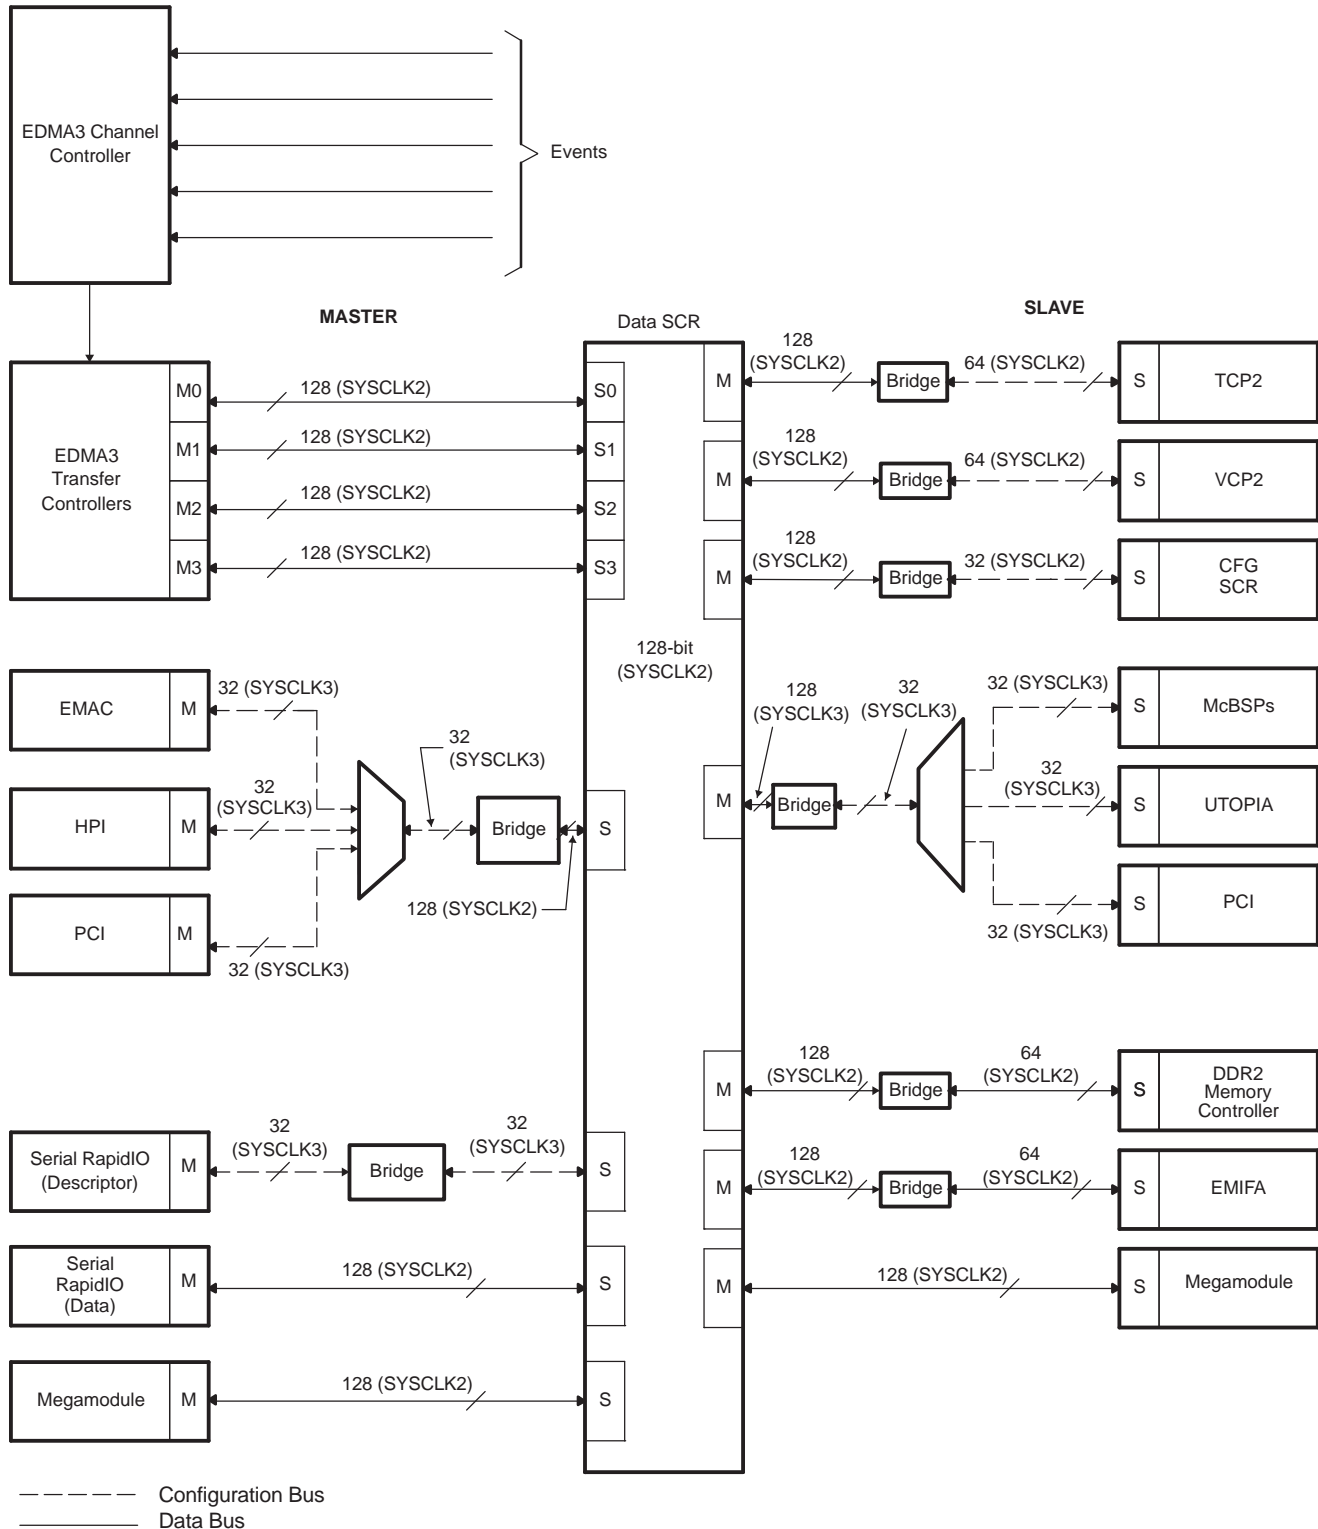 EDMA3 Channel
Controller
Events
MASTER
Data SCR
SLAVE
EDMA3
Transfer
Controllers
M0
M1
M2
M3
128 (SYSCLK2)
128 (SYSCLK2)
128 (SYSCLK2)
128 (SYSCLK2)
S0
S1
S2
S3
128-bit
(SYSCLK2)
M
128
(SYSCLK2)
Bridge
64 (SYSCLK2)
S
TCP2
M
128
(SYSCLK2)
Bridge
64 (SYSCLK2)
S
VCP2
M
128
(SYSCLK2)
Bridge
32 (SYSCLK2)
S
CFG
SCR
EMAC
M
32 (SYSCLK3)
HPI
M
32
(SYSCLK3)
PCI
M
32 (SYSCLK3)
32
(SYSCLK3)
Bridge
128 (SYSCLK2)
S
M
128
(SYSCLK3)
Bridge
32
(SYSCLK3)
32 (SYSCLK3)
S
McBSPs
32
(SYSCLK3)
S
UTOPIA
32 (SYSCLK3)
S
PCI
M
128
(SYSCLK2)
Bridge
64
(SYSCLK2)
S
DDR2
Memory
Controller
Serial RapidIO
(Descriptor)
M
32
(SYSCLK3)
Bridge
32
(SYSCLK3)
S
M
128
(SYSCLK2)
Bridge
64
(SYSCLK2)
S
EMIFA
Serial
RapidIO
(Data)
M
128 (SYSCLK2)
S
M
128 (SYSCLK2)
S
Megamodule
Megamodule
M
128 (SYSCLK2)
S
Configuration Bus
Data Bus